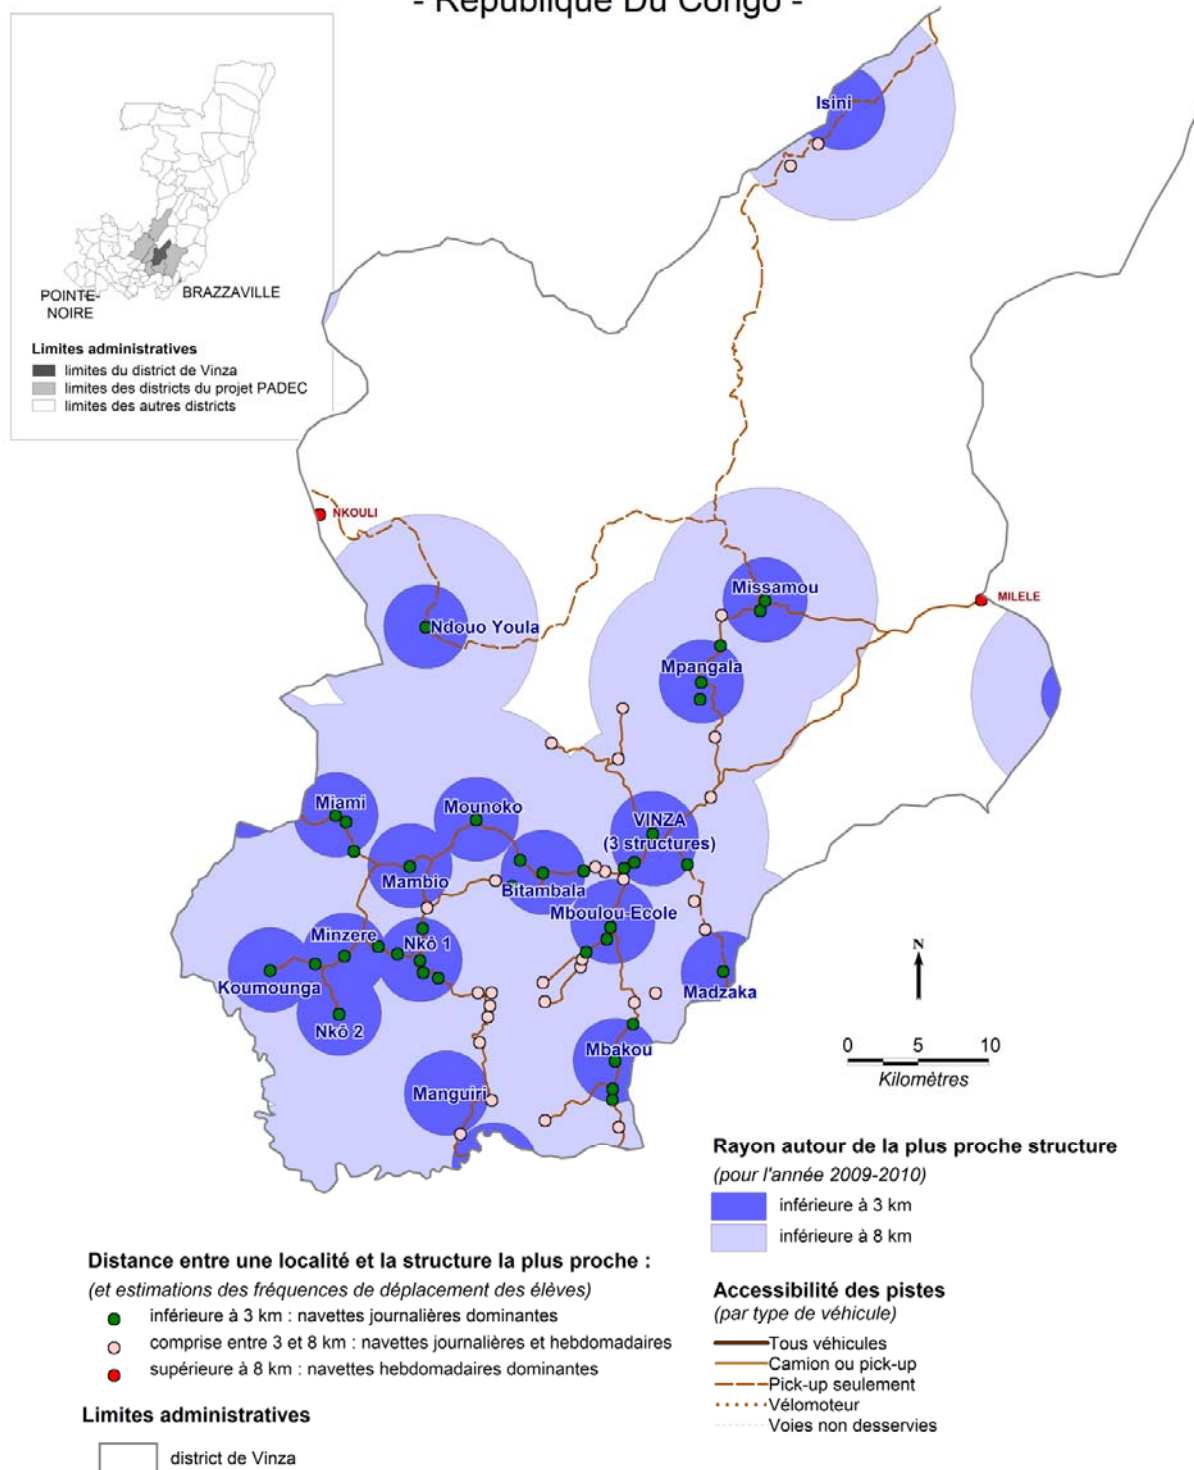 - République Du Congo -
POINTE-
NOIRE
BRAZZAVILLE
Limites administratives
limites du district de Vinza
limites des districts du projet PADEC
limites des autres districts
Isini
NKOULI
Ndouo Youla
Missamou
MILELE
Mpangala
Miami
Mounoko
VINZA
(3 structures)
Mambio
Bitambala
Mboulou-Ecole
Minzere
Nkô 1
Koumounga
Madzaka
Nkô 2
Mbakou
Manguiri
N
0 5 10
Kilomètres
Rayon autour de la plus proche structure
(pour l'année 2009-2010)
inférieure à 3 km
inférieure à 8 km
Distance entre une localité et la structure la plus proche :
(et estimations des fréquences de déplacement des élèves)
inférieure à 3 km : navettes journalières dominantes
comprise entre 3 et 8 km : navettes journalières et hebdomadaires
supérieure à 8 km : navettes hebdomadaires dominantes
Accessibilité des pistes
(par type de véhicule)
Tous véhicules
Camion ou pick-up
Pick-up seulement
Vélomoteur
Voies non desservies
Limites administratives
district de Vinza